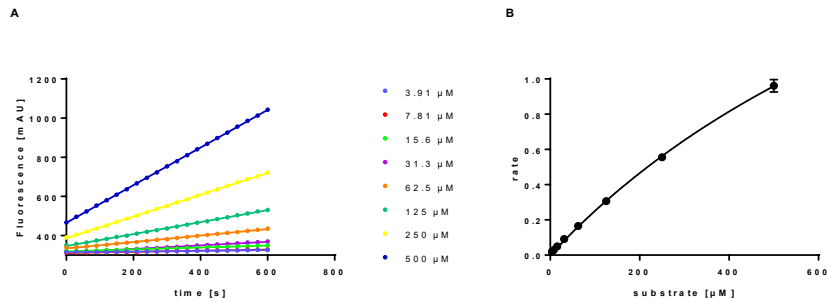 A
Fluorescence [mAU]
1200
1000
800
600
400
0
200
400
600
800
time [s]
3.91 µM
7.81 µM
15.6 µM
31.3 µM
62.5 µM
125 µM
250 µM
500 µM
B
rate
1.0
0.8
0.6
0.4
0.2
0.0
0
200
400
600
substrate [µM]